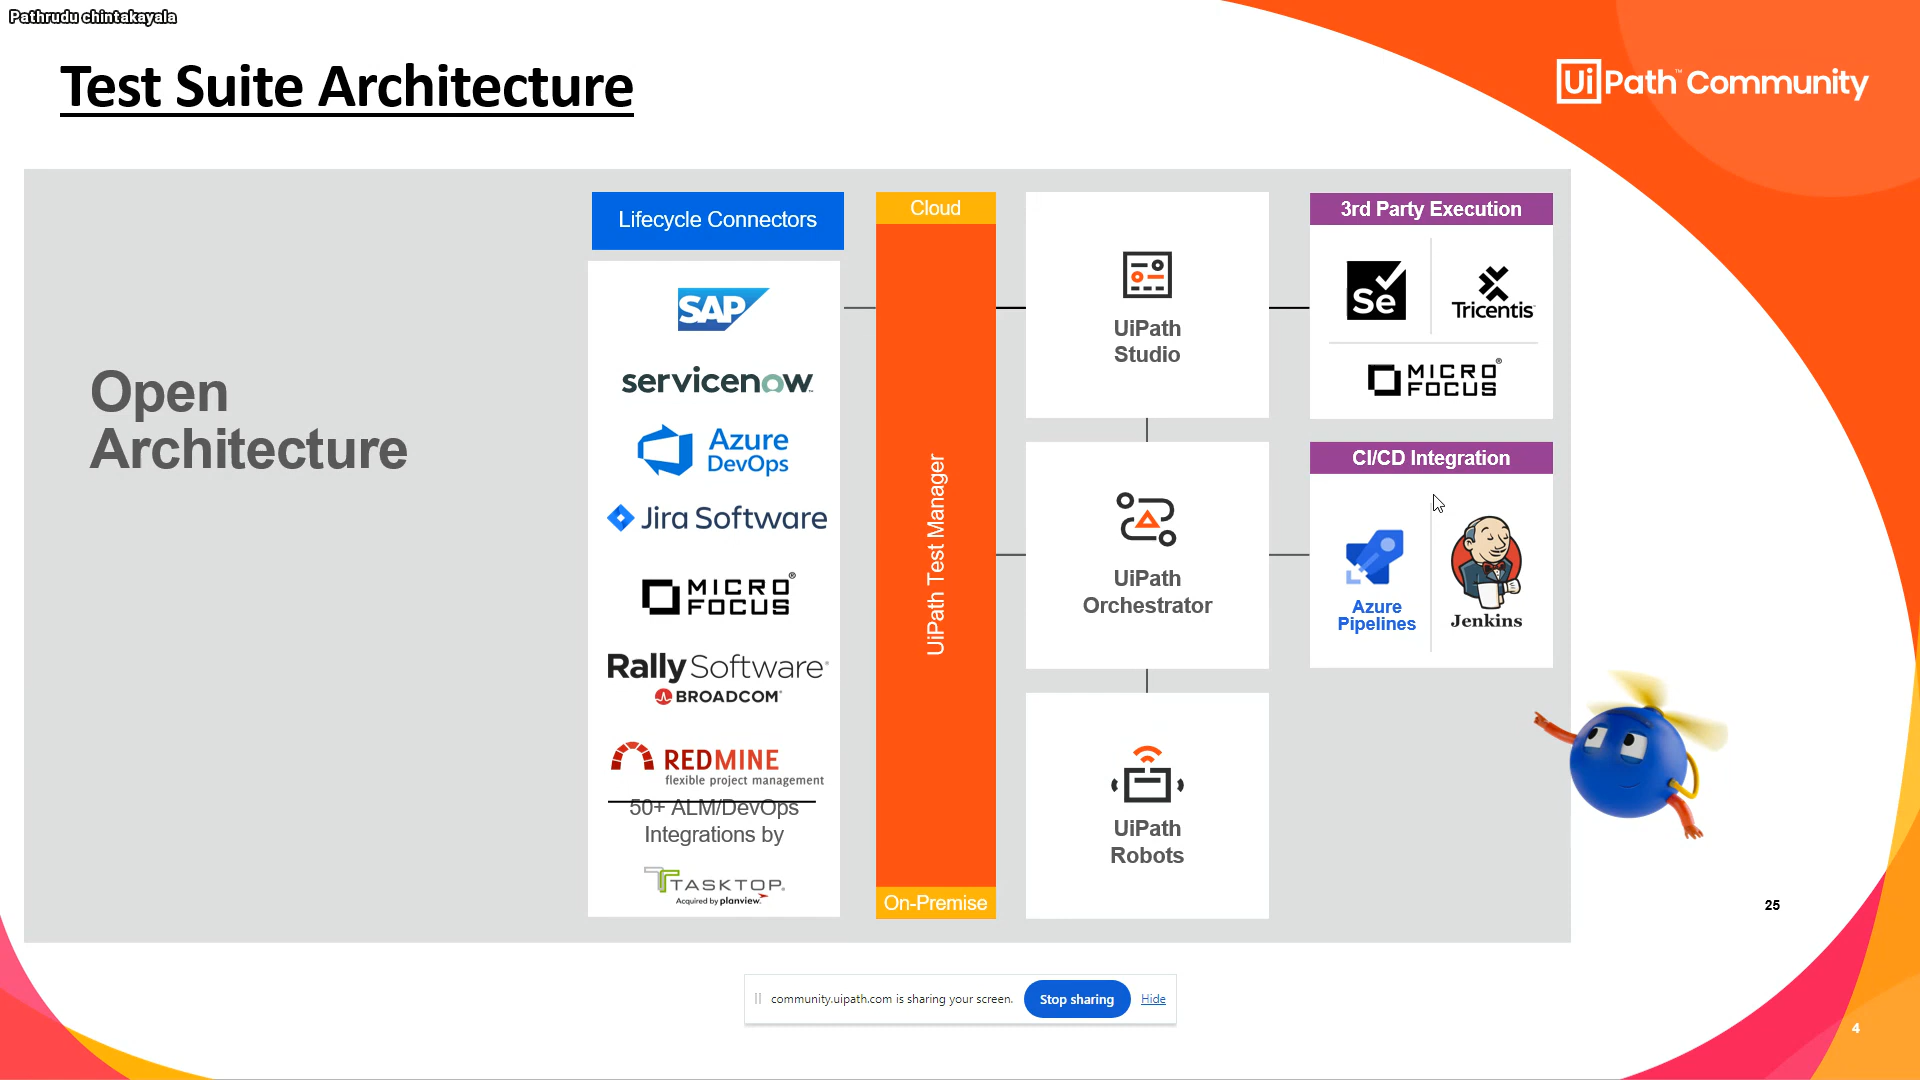 Pathrudu chintakayala
Test Suite Architecture
UiPath™ Community
Open
Architecture
Lifecycle Connectors
SAP
servicenow™
Azure
DevOps
Jira Software
MICRO®
FOCUS
Rally Software®
BROADCOM®
REDMINE
flexible project management
50+ ALM/DevOps
Integrations by
TASKTOP®
Acquired by planview.
Cloud
UiPath Test Manager
On-Premise
UiPath
Studio
UiPath
Orchestrator
UiPath
Robots
3rd Party Execution
Se
Tricentis
MICRO®
FOCUS
CI/CD Integration
Azure
Pipelines
Jenkins
25
community.uipath.com is sharing your screen.
Stop sharing
Hide
4